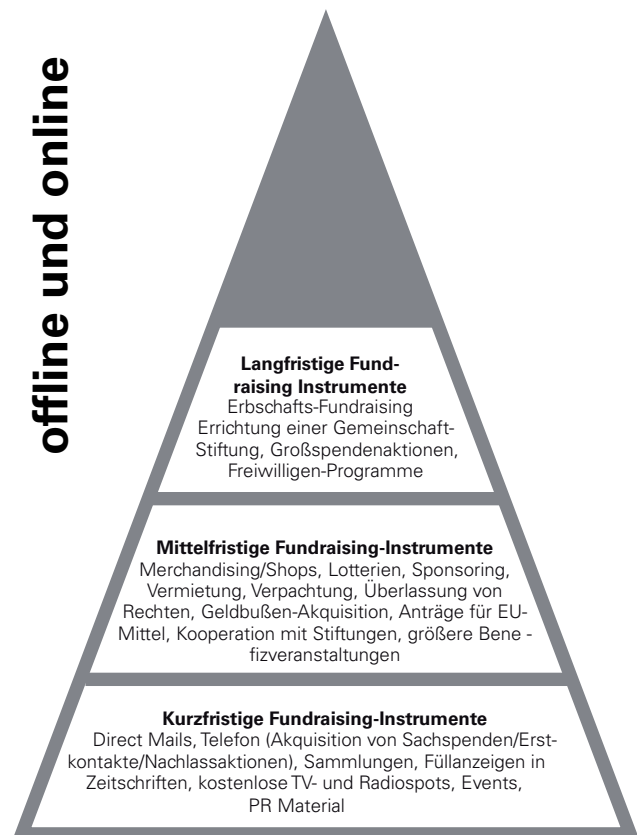 offline und online
Langfristige Fund-
raising Instrumente
Erbschafts-Fundraising
Errichtung einer Gemeinschaft-
Stiftung, Großspendenaktionen,
Freiwilligen-Programme
Mittelfristige Fundraising-Instrumente
Merchandising/Shops, Lotterien, Sponsoring,
Vermietung, Verpachtung, Überlassung von
Rechten, Geldbußen-Akquisition, Anträge für EU-
Mittel, Kooperation mit Stiftungen, größere Bene -
fizveranstaltungen
Kurzfristige Fundraising-Instrumente
Direct Mails, Telefon (Akquisition von Sachspenden/Erst-
kontakte/Nachlassaktionen), Sammlungen, Füllanzeigen in
Zeitschriften, kostenlose TV- und Radiospots, Events,
PR Material